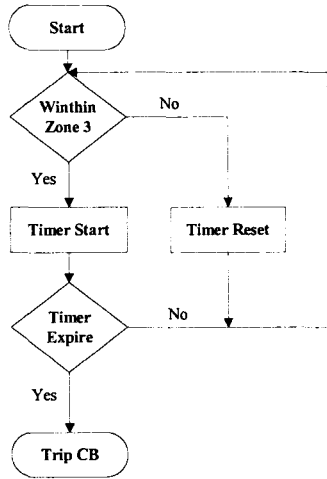 Start
Winthin
Zone 3
No
Yes
Timer Start
Timer Reset
Timer
Expire
No
Yes
Trip CB